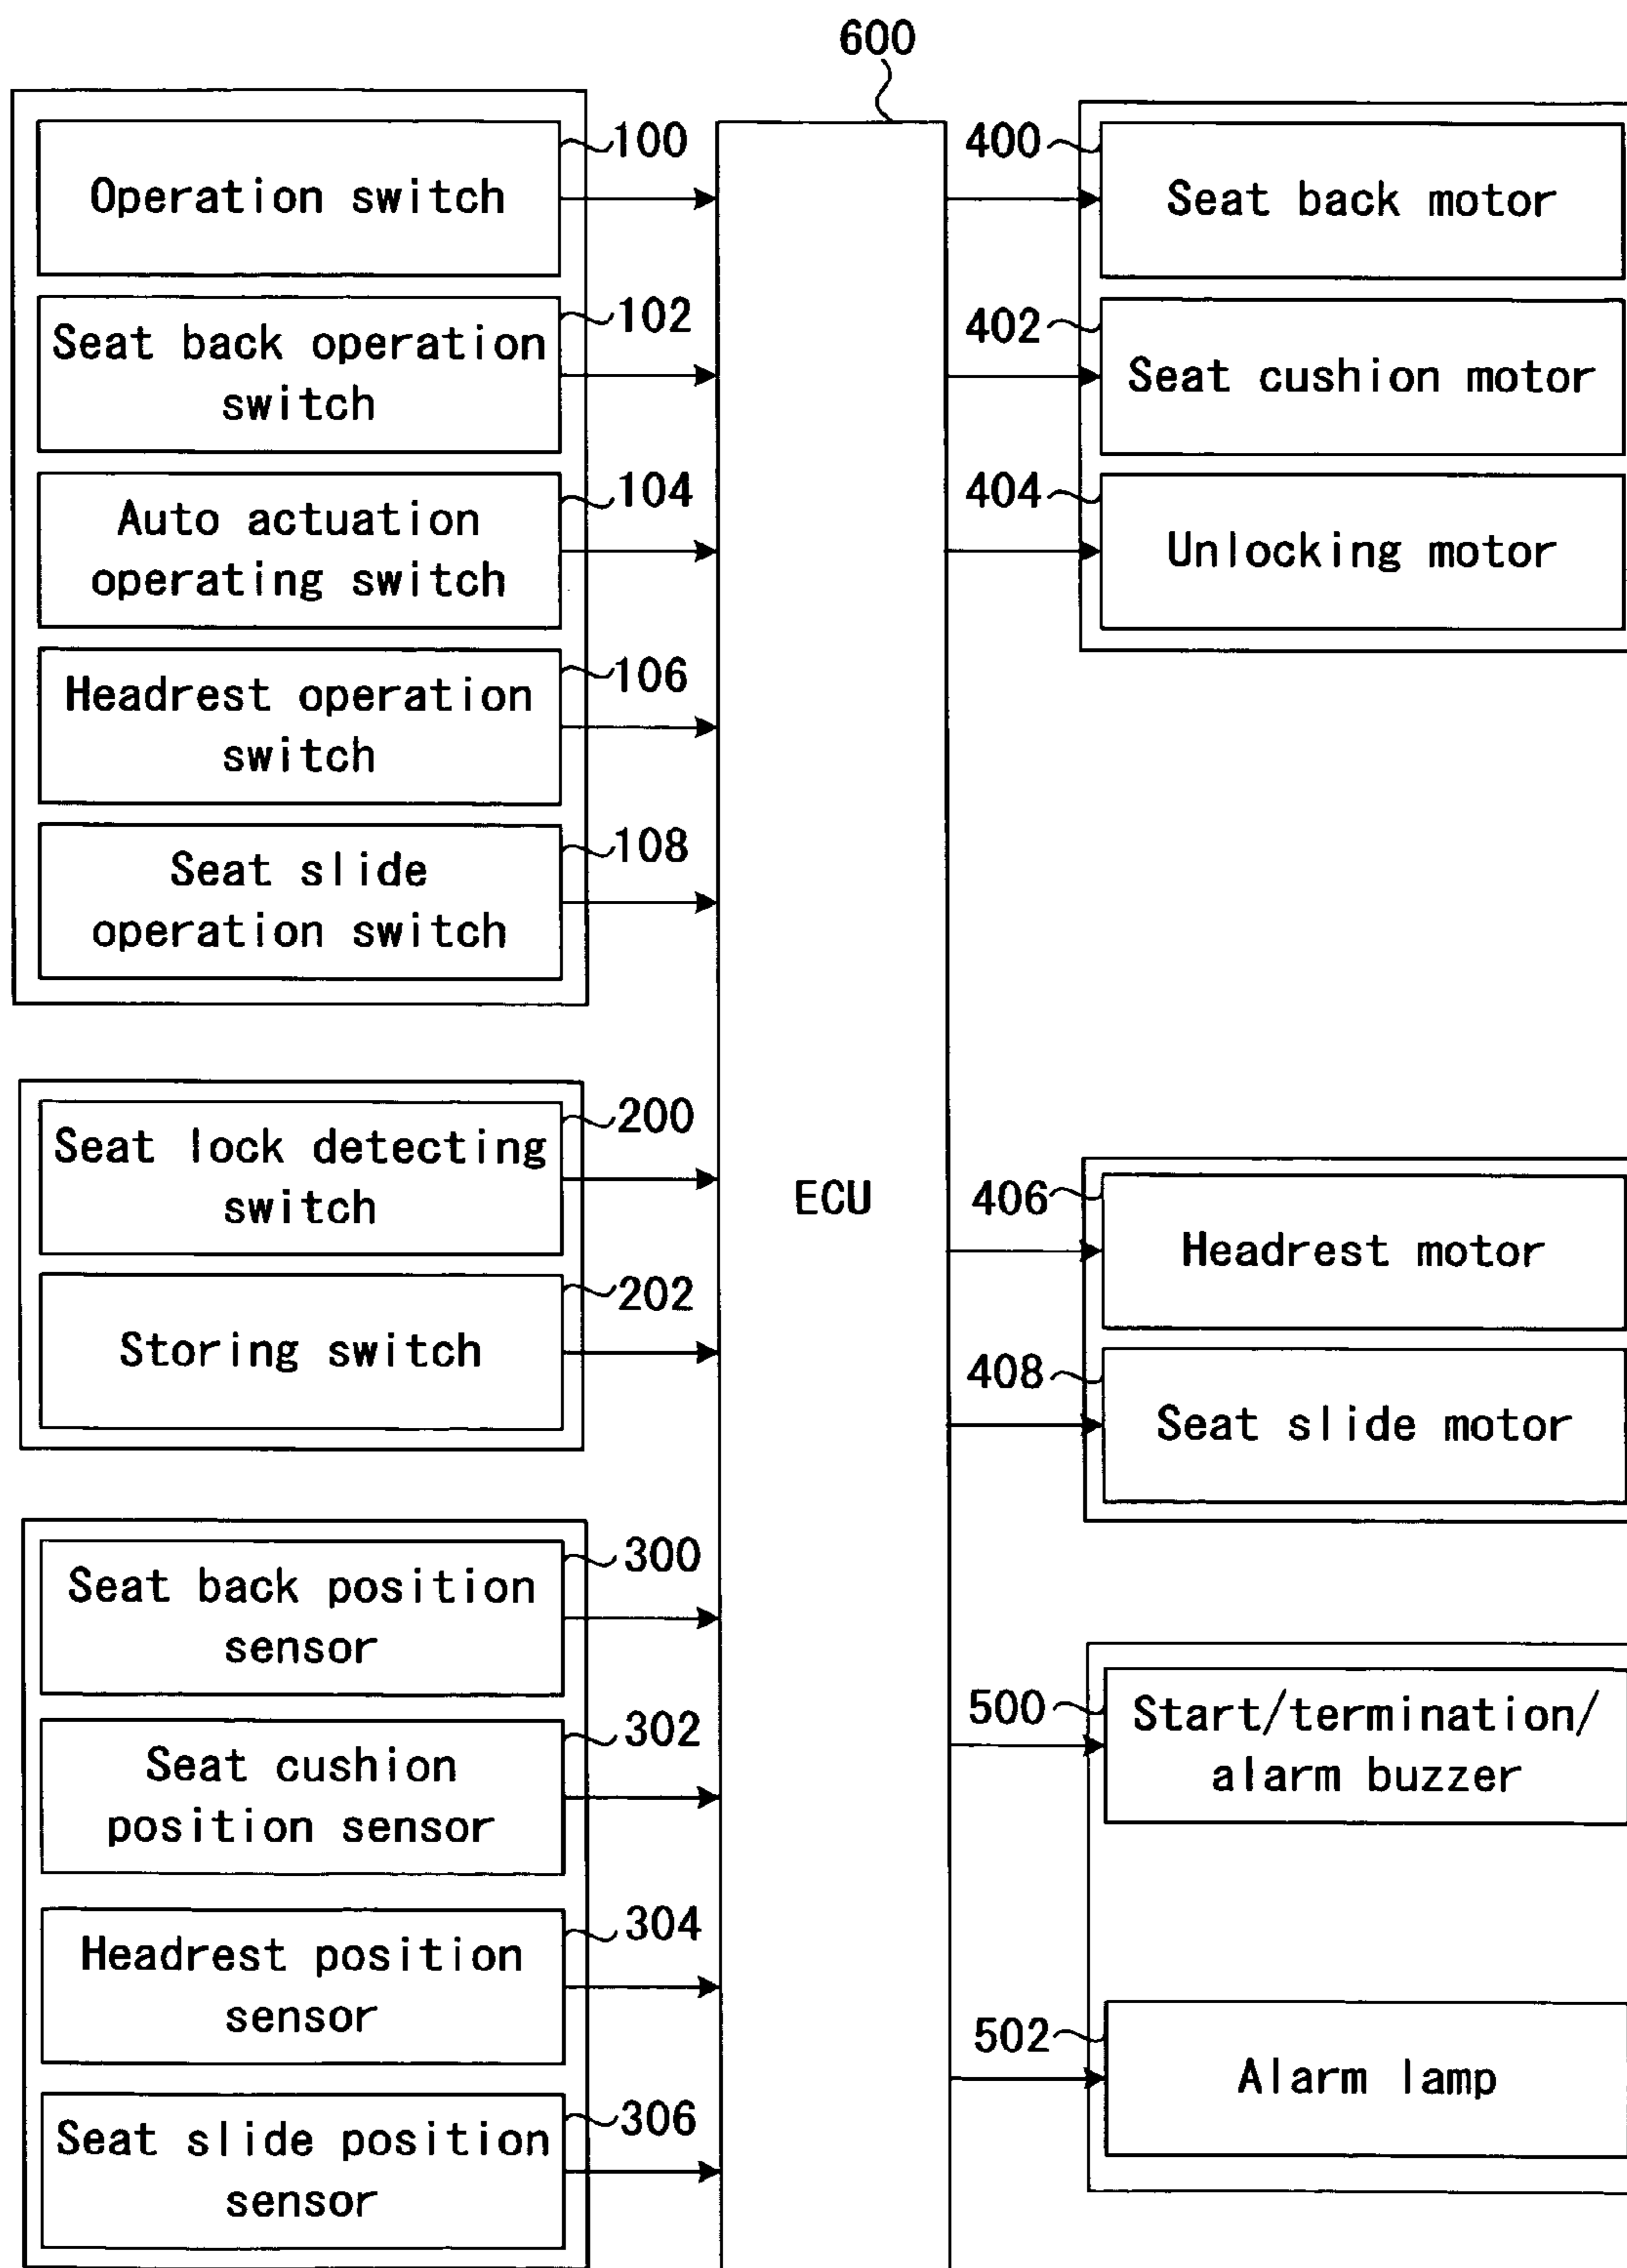 600
100
Operation switch
102
Seat back operation
switch
104
Auto actuation
operating switch
106
Headrest operation
switch
108
Seat slide
operation switch
200
Seat lock detecting
switch
202
Storing switch
300
Seat back position
sensor
302
Seat cushion
position sensor
304
Headrest position
sensor
306
Seat slide position
sensor
ECU
400
Seat back motor
402
Seat cushion motor
404
Unlocking motor
406
Headrest motor
408
Seat slide motor
500
Start/termination/
alarm buzzer
502
Alarm lamp